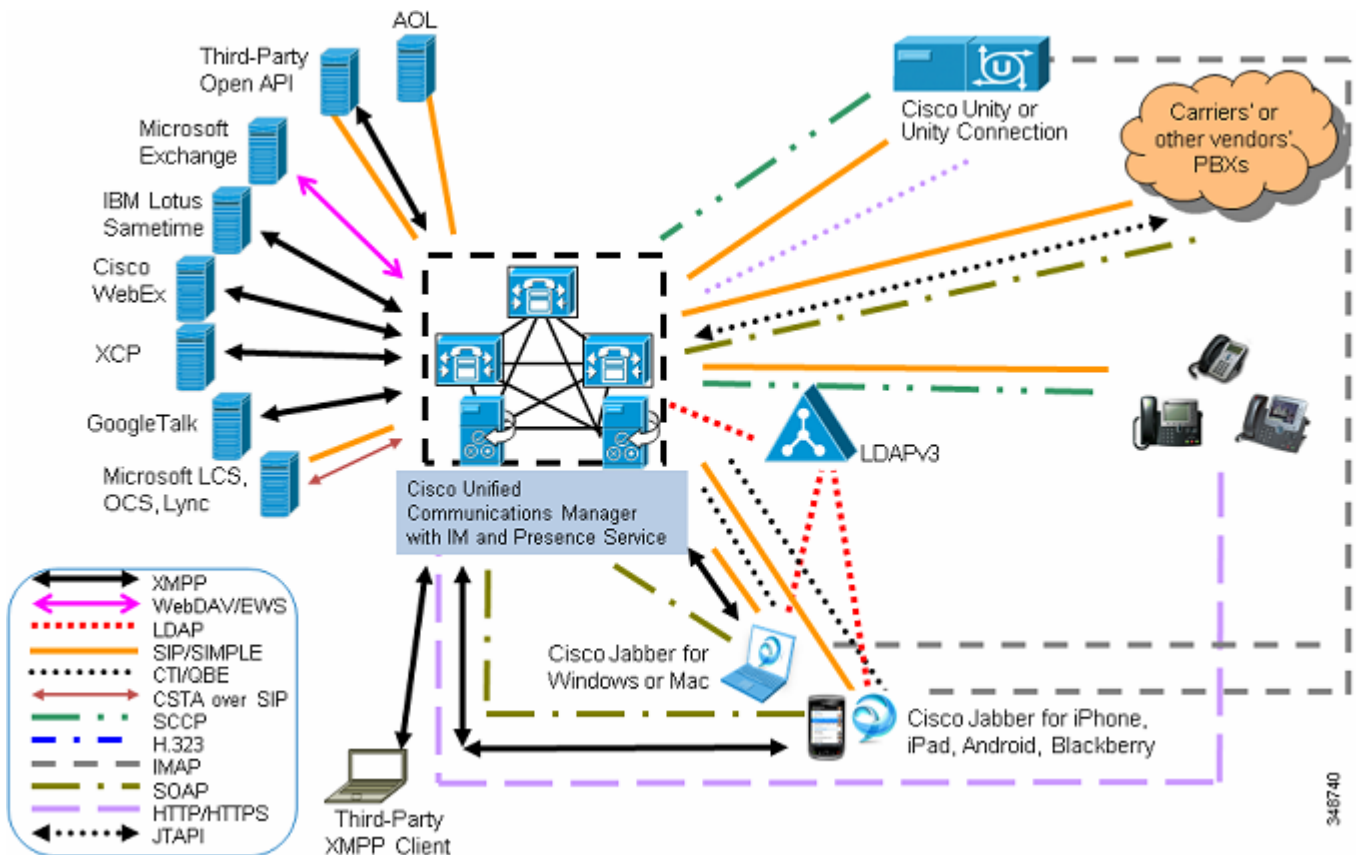 AOL
Third-Party
Open API
Microsoft
Exchange
IBM Lotus
Sametime
Cisco
WebEx
XCP
GoogleTalk
Microsoft LCS,
OCS, Lync
U
Cisco Unity or
Unity Connection
Carriers' or
other vendors'
PBXs
LDAPv3
Cisco Unified
Communications Manager
with IM and Presence Service
Cisco Jabber for
Windows or Mac
Cisco Jabber for iPhone,
iPad, Android, Blackberry
Third-Party
XMPP Client
XMPP
WebDAV/EWS
LDAP
SIP/SIMPLE
CTI/QBE
CSTA over SIP
SCCP
H.323
IMAP
SOAP
HTTP/HTTPS
JTAPI
348740